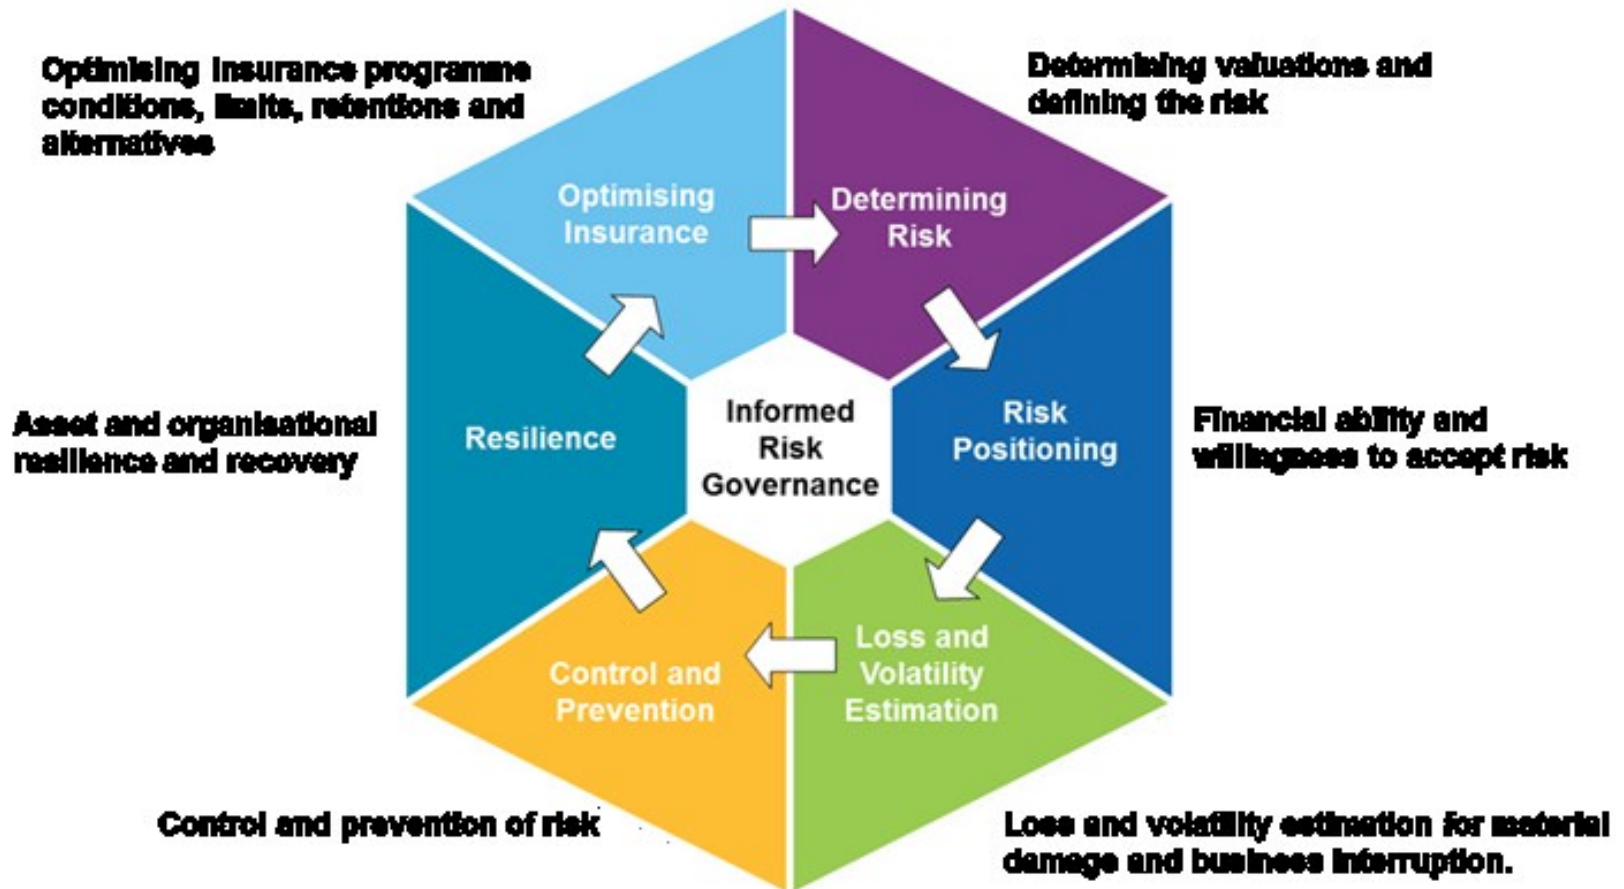 Optimising insurance programme
conditions, limits, retentions and
alternatives
Determining valuations and
defining the risk
Optimising
Insurance
Determining
Risk
Asset and organisational
resilience and recovery
Resilience
Informed
Risk
Governance
Risk
Positioning
Financial ability and
willingness to accept risk
Control and
Prevention
Loss and
Volatility
Estimation
Control and prevention of risk
Loss and volatility estimation for material
damage and business interruption.